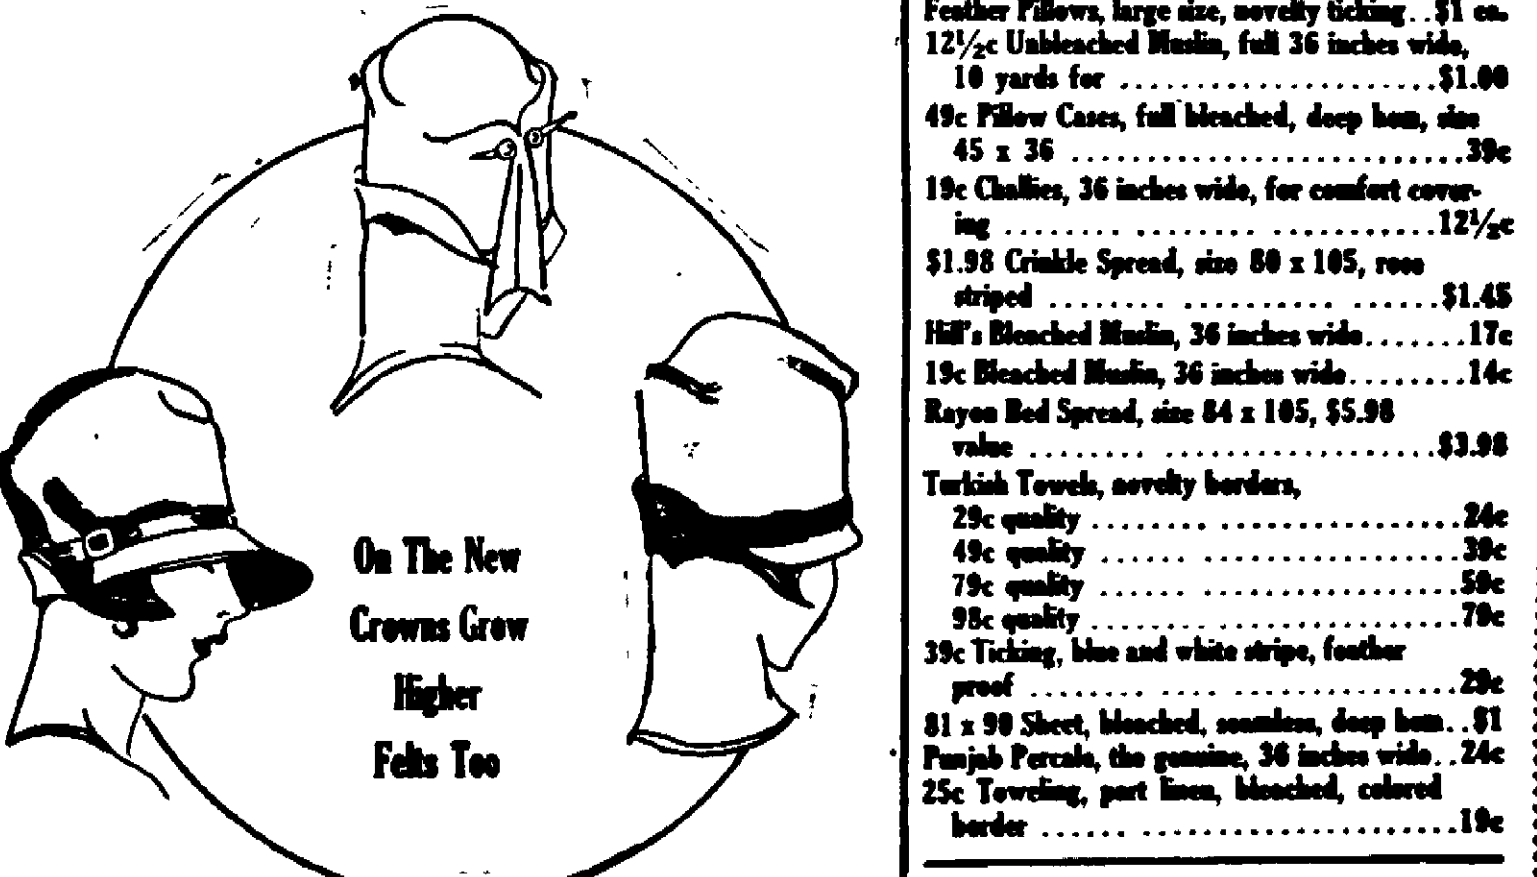 On The New
Crowns Grow
Higher
Felts Too
Feather Pillows, large size, novelty ticking..$1 ea.
12½c Unbleached Muslin, full 36 inches wide,
10 yards for ........................$1.00
49c Pillow Cases, full bleached, deep hem, size
45 x 36 ..............................39c
19c Challies, 36 inches wide, for comfort cover-
ing ..............................12½c
$1.98 Crinkle Spread, size 80 x 105, rose
striped ..............................$1.45
Hill's Bleached Muslin, 36 inches wide.......17c
19c Bleached Muslin, 36 inches wide........14c
Rayon Bed Spread, size 84 x 105, $5.98
value ..............................$3.98
Turkish Towels, novelty borders,
29c quality ..............................24c
49c quality ..............................39c
79c quality ..............................59c
98c quality ..............................79c
39c Ticking, blue and white stripe, feather
proof ..............................29c
81 x 90 Sheet, bleached, seamless, deep hem..$1
Punjab Percale, the genuine, 36 inches wide..24c
25c Toweling, part linen, bleached, colored
border ..............................19c